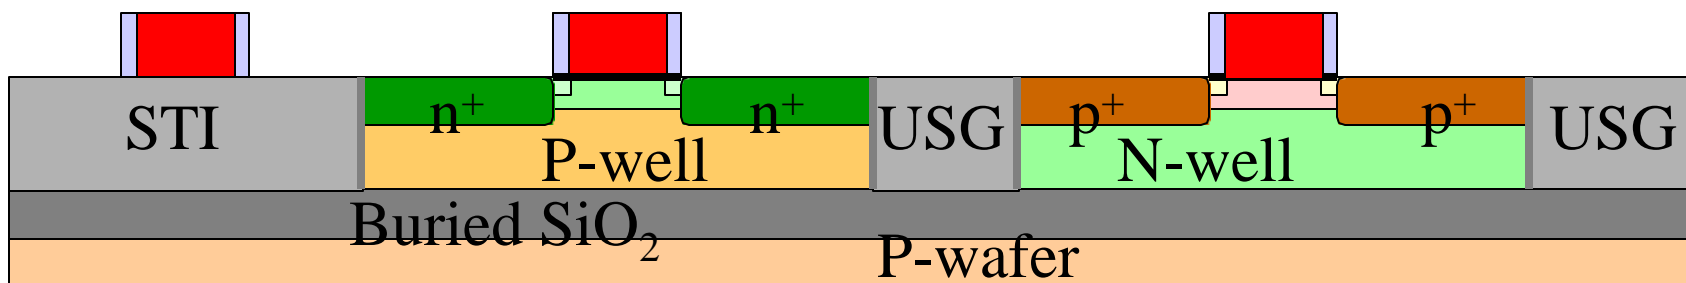 STI
n⁺
n⁺
USG
p⁺
p⁺
USG
P-well
N-well
Buried SiO₂
P-wafer